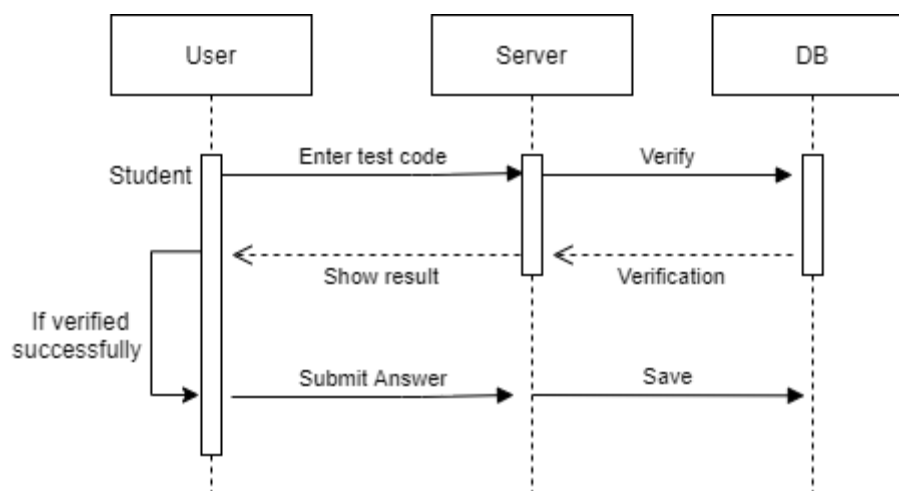 User
Server
DB
Student
Enter test code
Verify
Show result
Verification
If verified
successfully
Submit Answer
Save